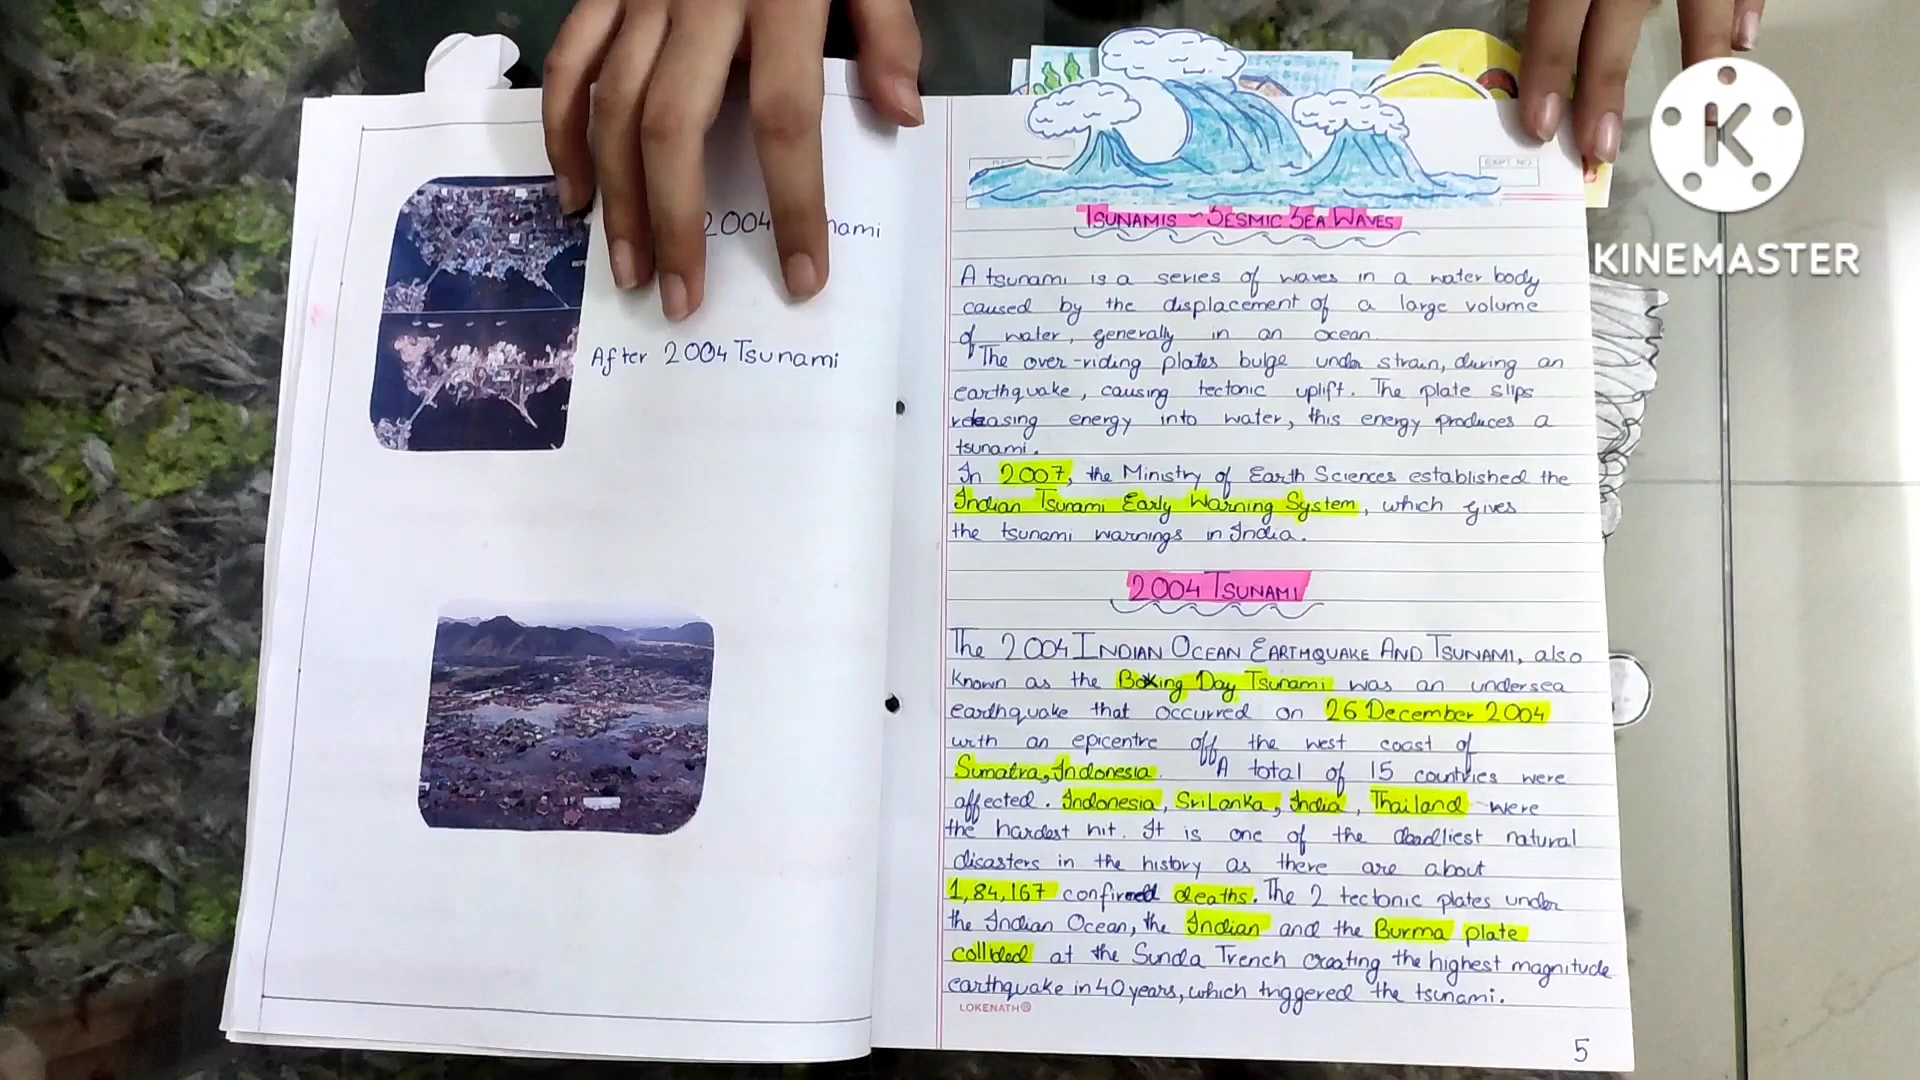 2004
nami
After 2004 Tsunami
EXPT. NO.
TSUNAMIS - SESMIC SEA WAVES
A tsunami is a series of waves in a water body
caused by the displacement of a large volume
of water, generally in an ocean.
The over-riding plates bulge under strain, during an
earthquake, causing tectonic uplift. The plate slips
releasing energy into water, this energy produces a
tsunami.
In 2007, the Ministry of Earth Sciences established the
Indian Tsunami Early Warning System, which gives
the tsunami warnings in India.
2004 TSUNAMI
The 2004 INDIAN OCEAN EARTHQUAKE AND TSUNAMI, also
known as the Boxing Day Tsunami was an undersea
earthquake that occurred on 26 December 2004
with an epicentre off the west coast of
Sumatra, Indonesia. A total of 15 countries were
affected. Indonesia, Sri Lanka, India, Thailand were
the hardest hit. It is one of the deadliest natural
disasters in the history as there are about
1,84,167 confirmed deaths. The 2 tectonic plates under
the Indian Ocean, the Indian and the Burma plate
collided at the Sunda Trench creating the highest magnitude
earthquake in 40 years, which triggered the tsunami.
LOKENATH
5
K
KINEMASTER